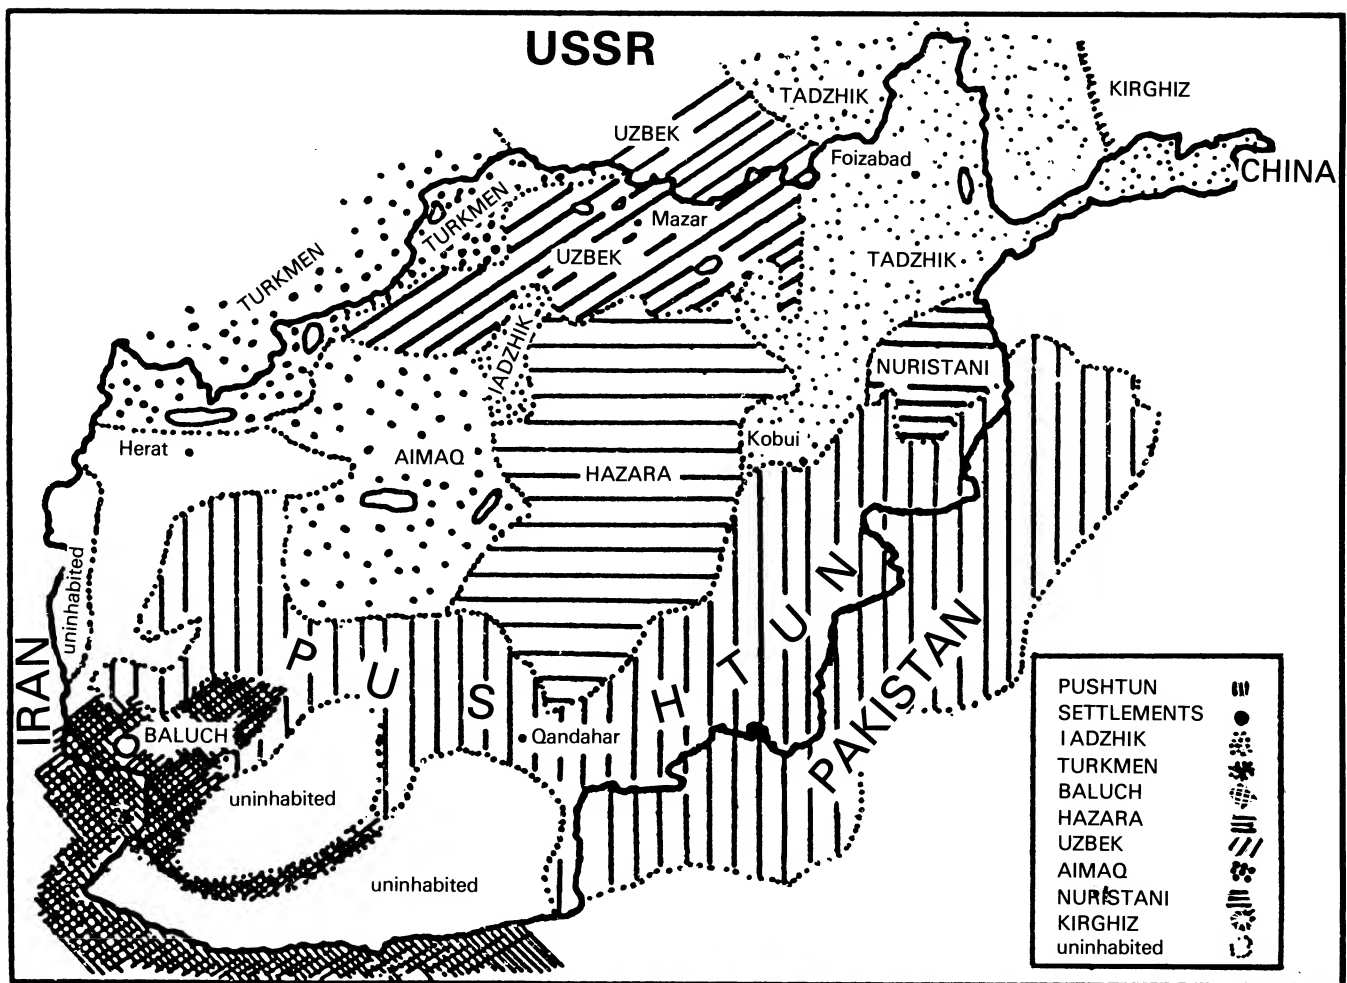 USSR
TADZHIK
KIRGHIZ
UZBEK
Foizabad
CHINA
TURKMEN
Mazar
TURKMEN
UZBEK
TADZHIK
IADZHIK
NURISTANI
Herat
AIMAQ
Kobui
HAZARA
uninhabited
PUSHTUN
IRAN
PAKISTAN
BALUCH
Qandahar
uninhabited
uninhabited
PUSHTUN
SETTLEMENTS
IADZHIK
TURKMEN
BALUCH
HAZARA
UZBEK
AIMAQ
NURISTANI
KIRGHIZ
uninhabited